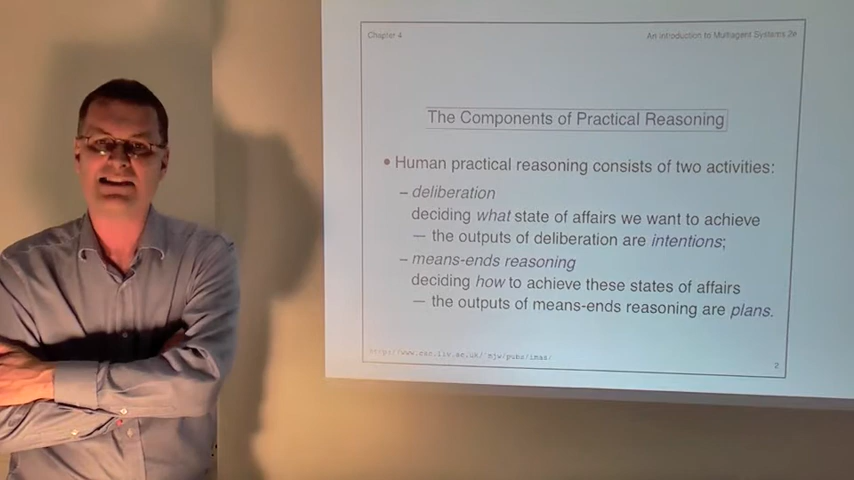 Chapter 4
An Introduction to Multiagent Systems 2e
The Components of Practical Reasoning
• Human practical reasoning consists of two activities:
– deliberation
deciding what state of affairs we want to achieve
— the outputs of deliberation are intentions;
– means-ends reasoning
deciding how to achieve these states of affairs
— the outputs of means-ends reasoning are plans.
http://www.csc.liv.ac.uk/~mjw/pubs/imas/
2